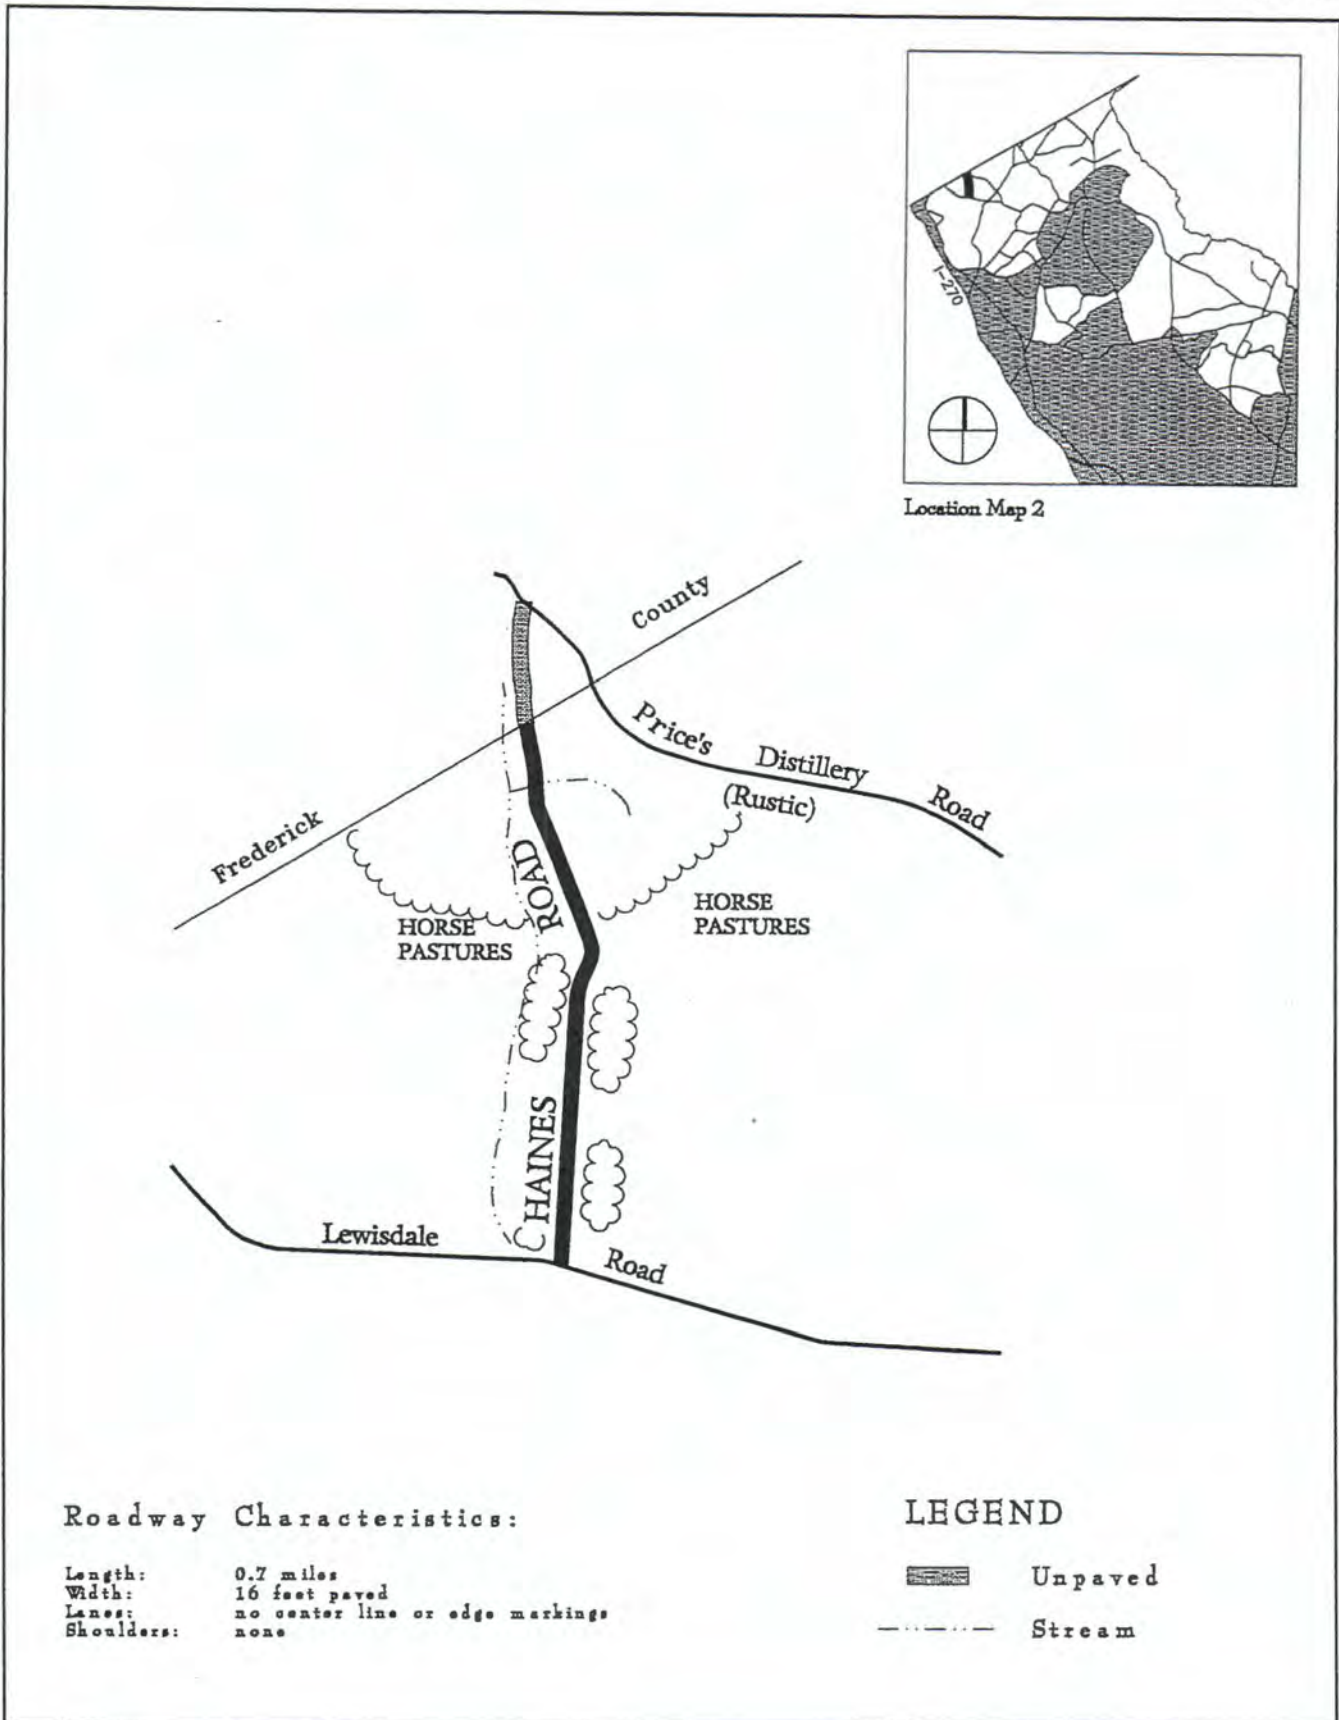 I-270
Location Map 2
Frederick County
Price's Distillery Road
(Rustic)
HORSE
PASTURES
HORSE
PASTURES
HAINES ROAD
Lewisdale Road
Roadway Characteristics:
Length: 0.7 miles
Width: 16 feet paved
Lanes: no center line or edge markings
Shoulders: none
LEGEND
Unpaved
Stream